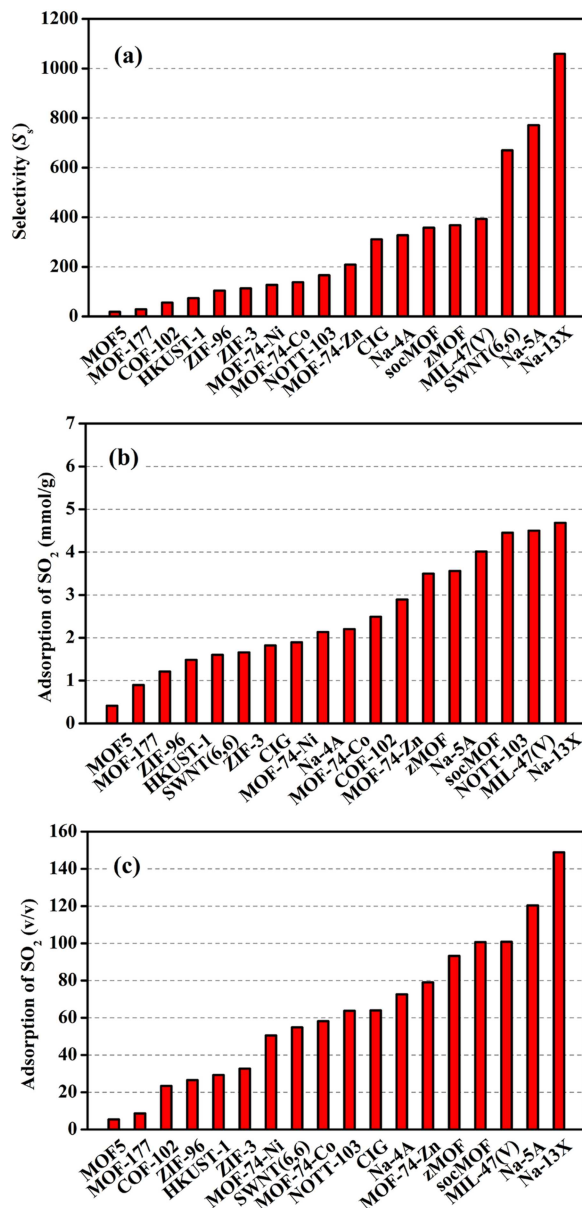 (a)
Selectivity (Sₛ)
1200
1000
800
600
400
200
0
MOF5
MOF-177
COF-102
HKUST-1
ZIF-96
ZIF-3
MOF-74-Ni
MOF-74-Co
NOTT-103
MOF-74-Zn
CIG
Na-4A
socMOF
zMOF
MIL-47(V)
SWNT(6,6)
Na-5A
Na-13X
(b)
Adsorption of SO₂ (mmol/g)
7
6
5
4
3
2
1
0
MOF5
MOF-177
ZIF-96
HKUST-1
SWNT(6,6)
ZIF-3
CIG
MOF-74-Ni
Na-4A
MOF-74-Co
COF-102
MOF-74-Zn
zMOF
Na-5A
socMOF
NOTT-103
MIL-47(V)
Na-13X
(c)
Adsorption of SO₂ (v/v)
160
140
120
100
80
60
40
20
0
MOF5
MOF-177
COF-102
ZIF-96
HKUST-1
ZIF-3
MOF-74-Ni
SWNT(6,6)
MOF-74-Co
NOTT-103
CIG
Na-4A
MOF-74-Zn
zMOF
socMOF
MIL-47(V)
Na-5A
Na-13X